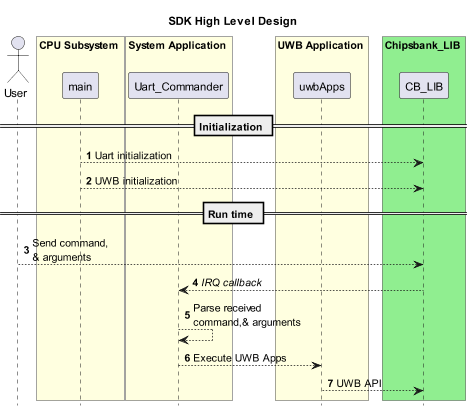 SDK High Level Design
CPU Subsystem
System Application
UWB Application
Chipsbank_LIB
User
main
Uart_Commander
uwbApps
CB_LIB
Initialization
1 Uart initialization
2 UWB initialization
Run time
3 Send command,
& arguments
4 IRQ callback
5 Parse received
command,& arguments
6 Execute UWB Apps
7 UWB API